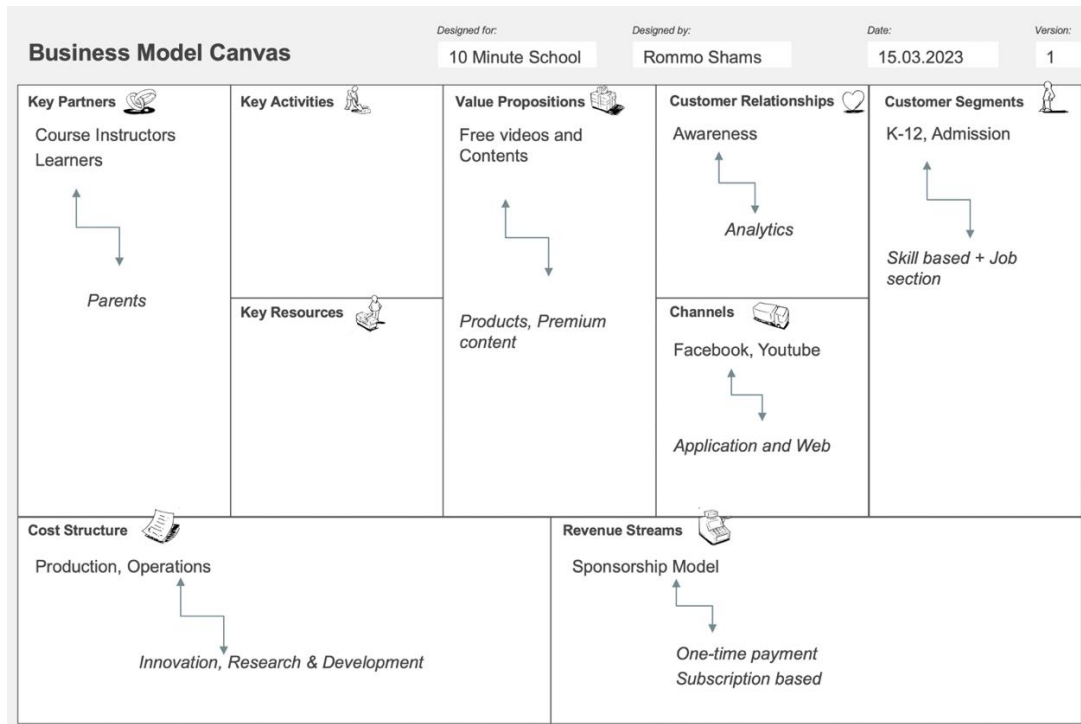 Business Model Canvas
Designed for:
10 Minute School
Designed by:
Rommo Shams
Date:
15.03.2023
Version:
1
Key Partners
Course Instructors
Learners
Parents
Key Activities
Key Resources
Value Propositions
Free videos and
Contents
Products, Premium
content
Customer Relationships
Awareness
Analytics
Channels
Facebook, Youtube
Application and Web
Customer Segments
K-12, Admission
Skill based + Job
section
Cost Structure
Production, Operations
Innovation, Research & Development
Revenue Streams
Sponsorship Model
One-time payment
Subscription based